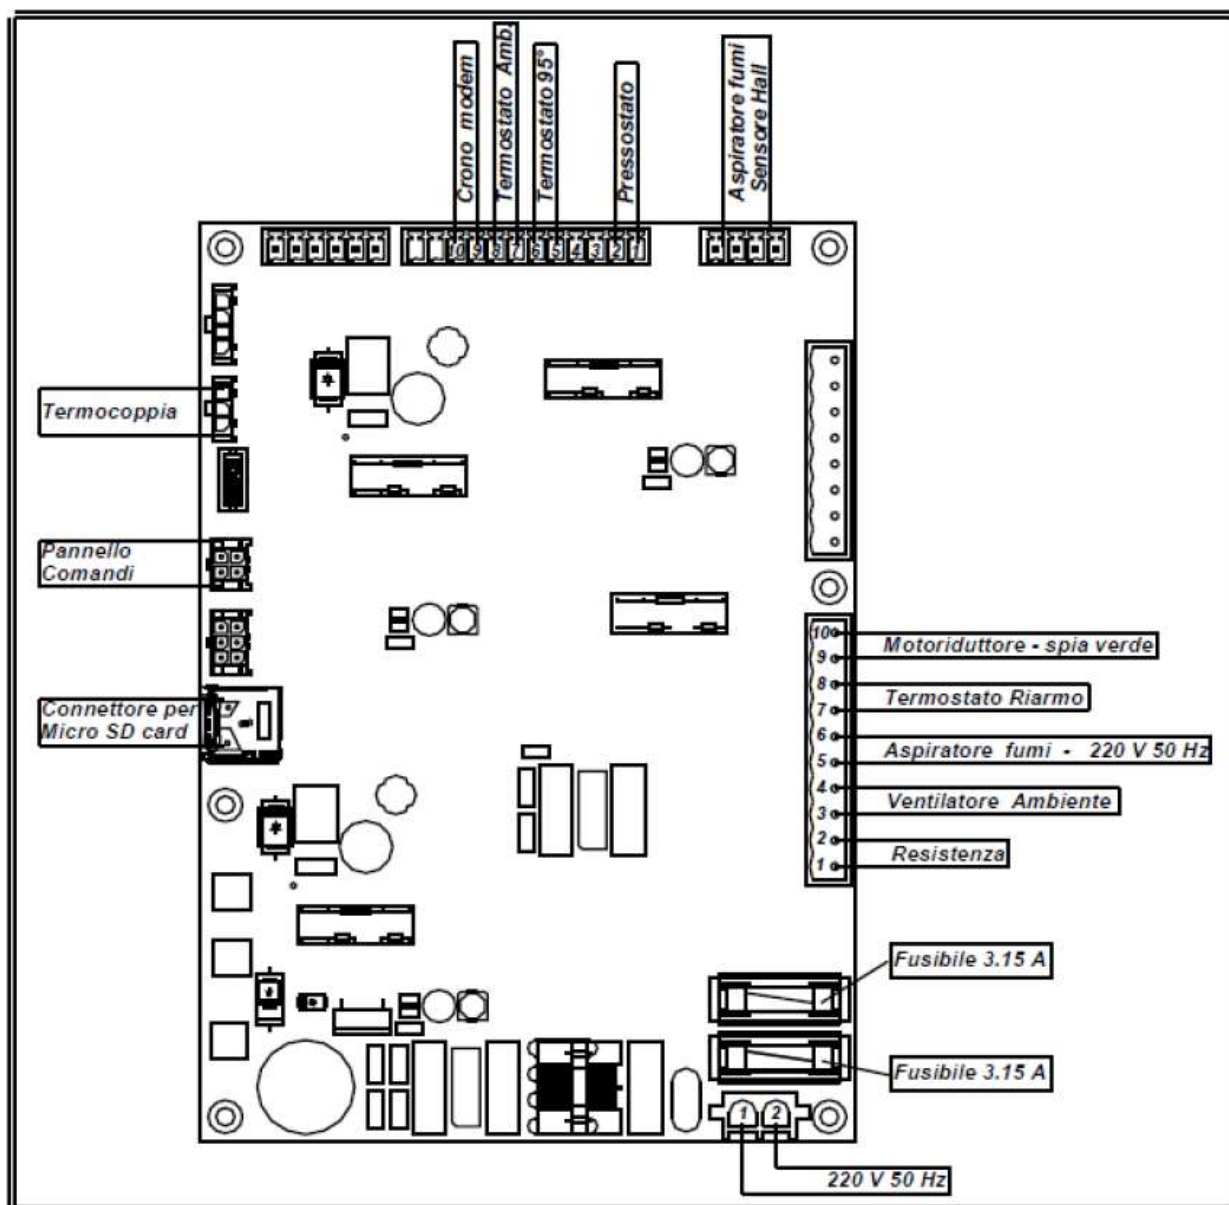 Crono modem
Termostato Amb.
Termostato 95°
Pressostato
Aspiratore fumi
Sensore Hall
10 9 8 7 6 5 4 3 2 1
Termocoppia
Pannello
Comandi
Connettore per
Micro SD card
10
9
Motoriduttore - spia verde
8
7
Termostato Riarmo
6
5
Aspiratore fumi - 220 V 50 Hz
4
3
Ventilatore Ambiente
2
1
Resistenza
Fusibile 3.15 A
Fusibile 3.15 A
1 2
220 V 50 Hz